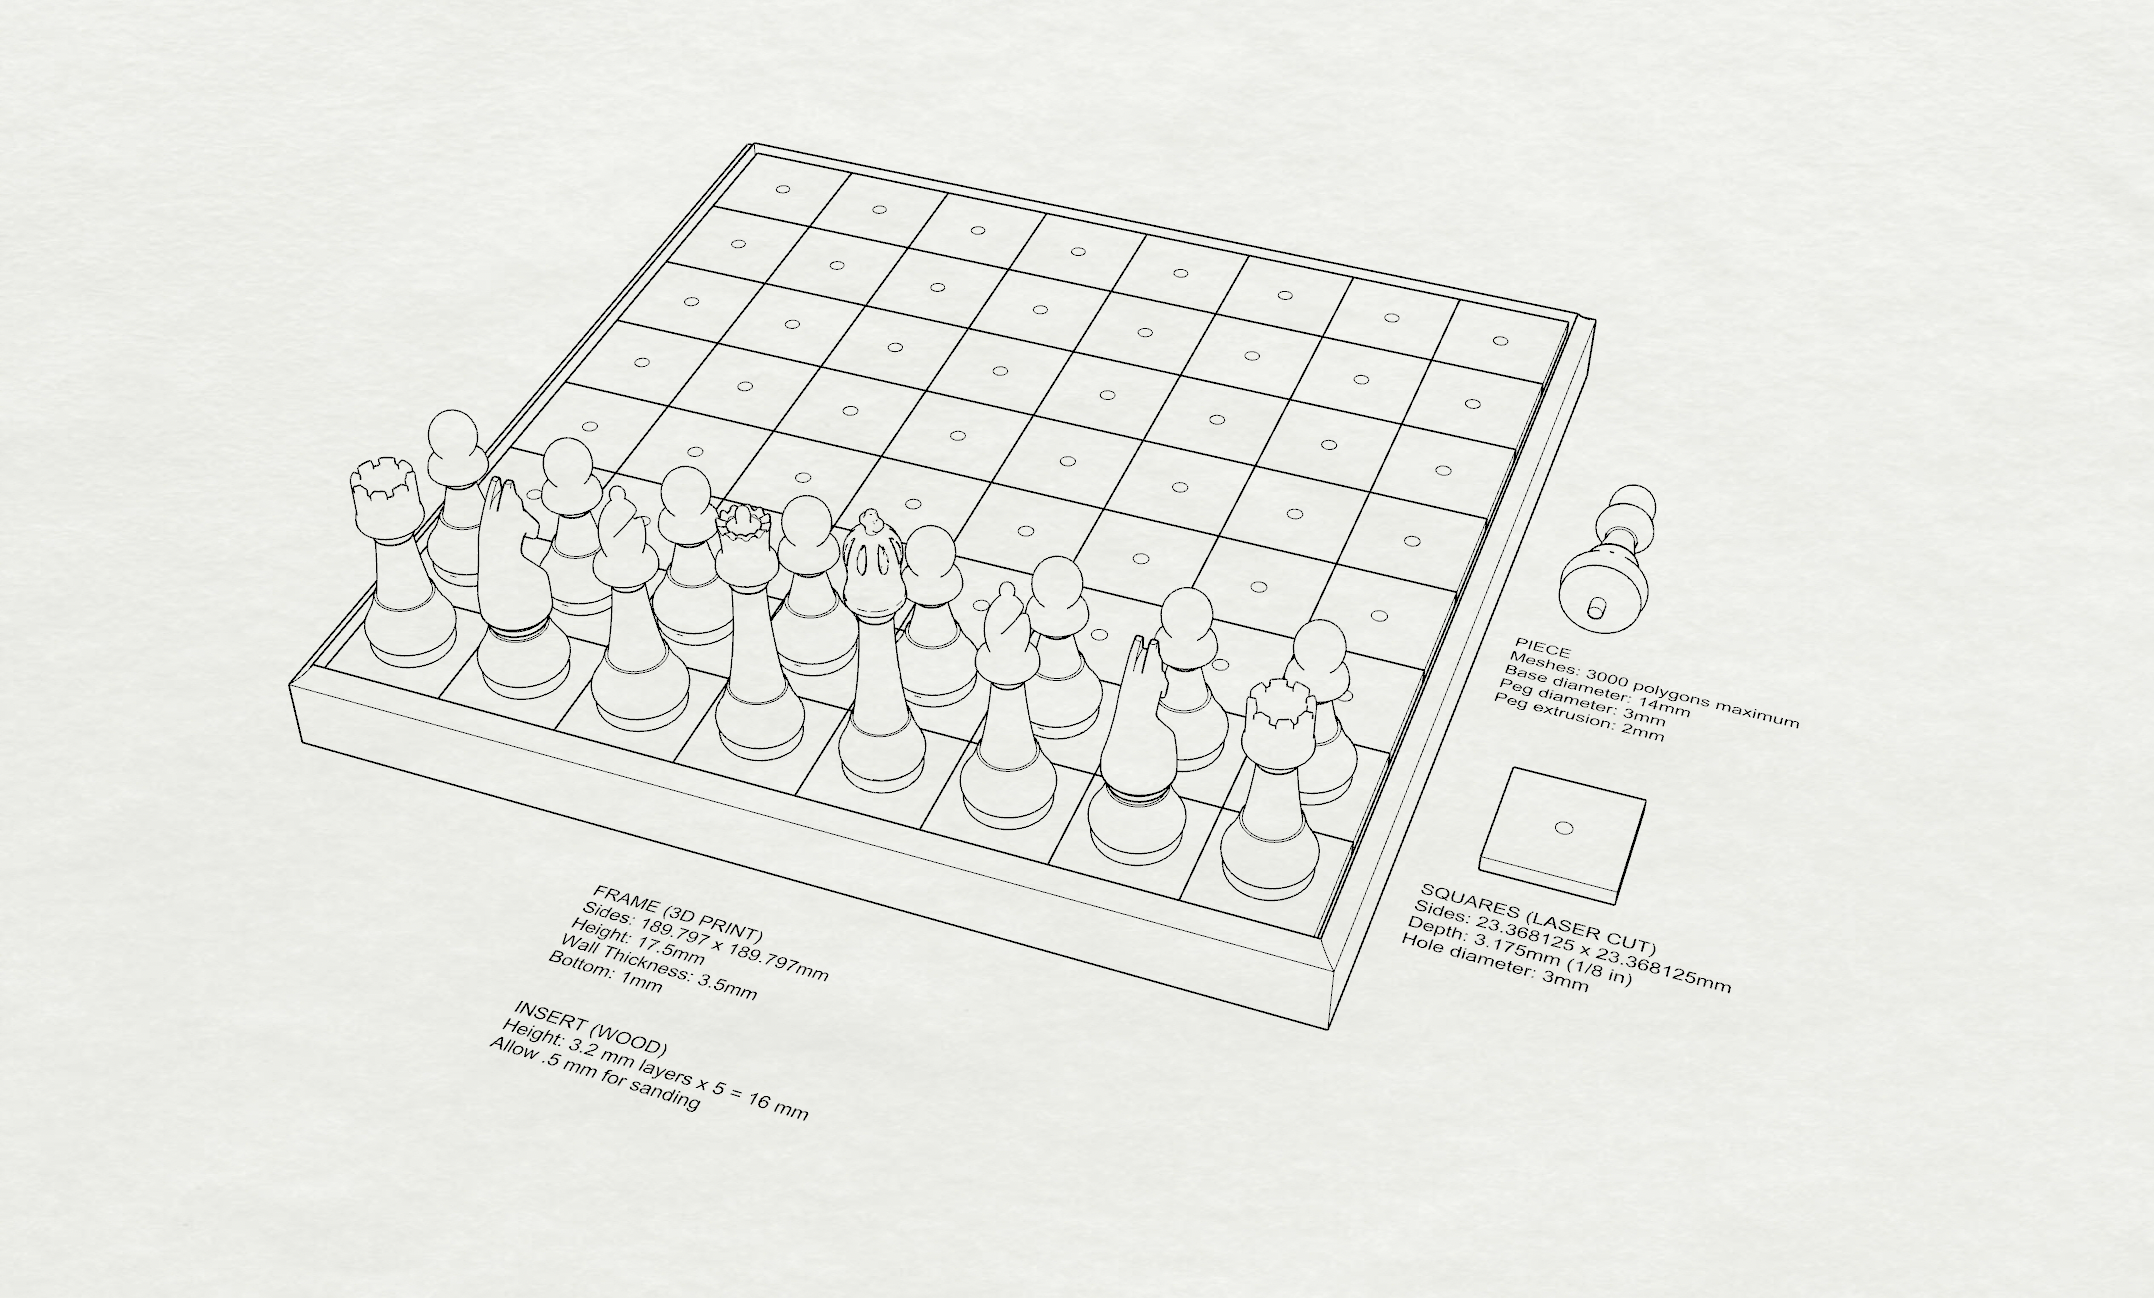 PIECE
Meshes: 3000 polygons maximum
Base diameter: 14mm
Peg diameter: 3mm
Peg extrusion: 2mm
SQUARES (LASER CUT)
Sides: 23.368125 x 23.368125mm
Depth: 3.175mm (1/8 in)
Hole diameter: 3mm
FRAME (3D PRINT)
Sides: 189.797 x 189.797mm
Height: 17.5mm
Wall Thickness: 3.5mm
Bottom: 1mm
INSERT (WOOD)
Height: 3.2 mm layers x 5 = 16 mm
Allow .5 mm for sanding